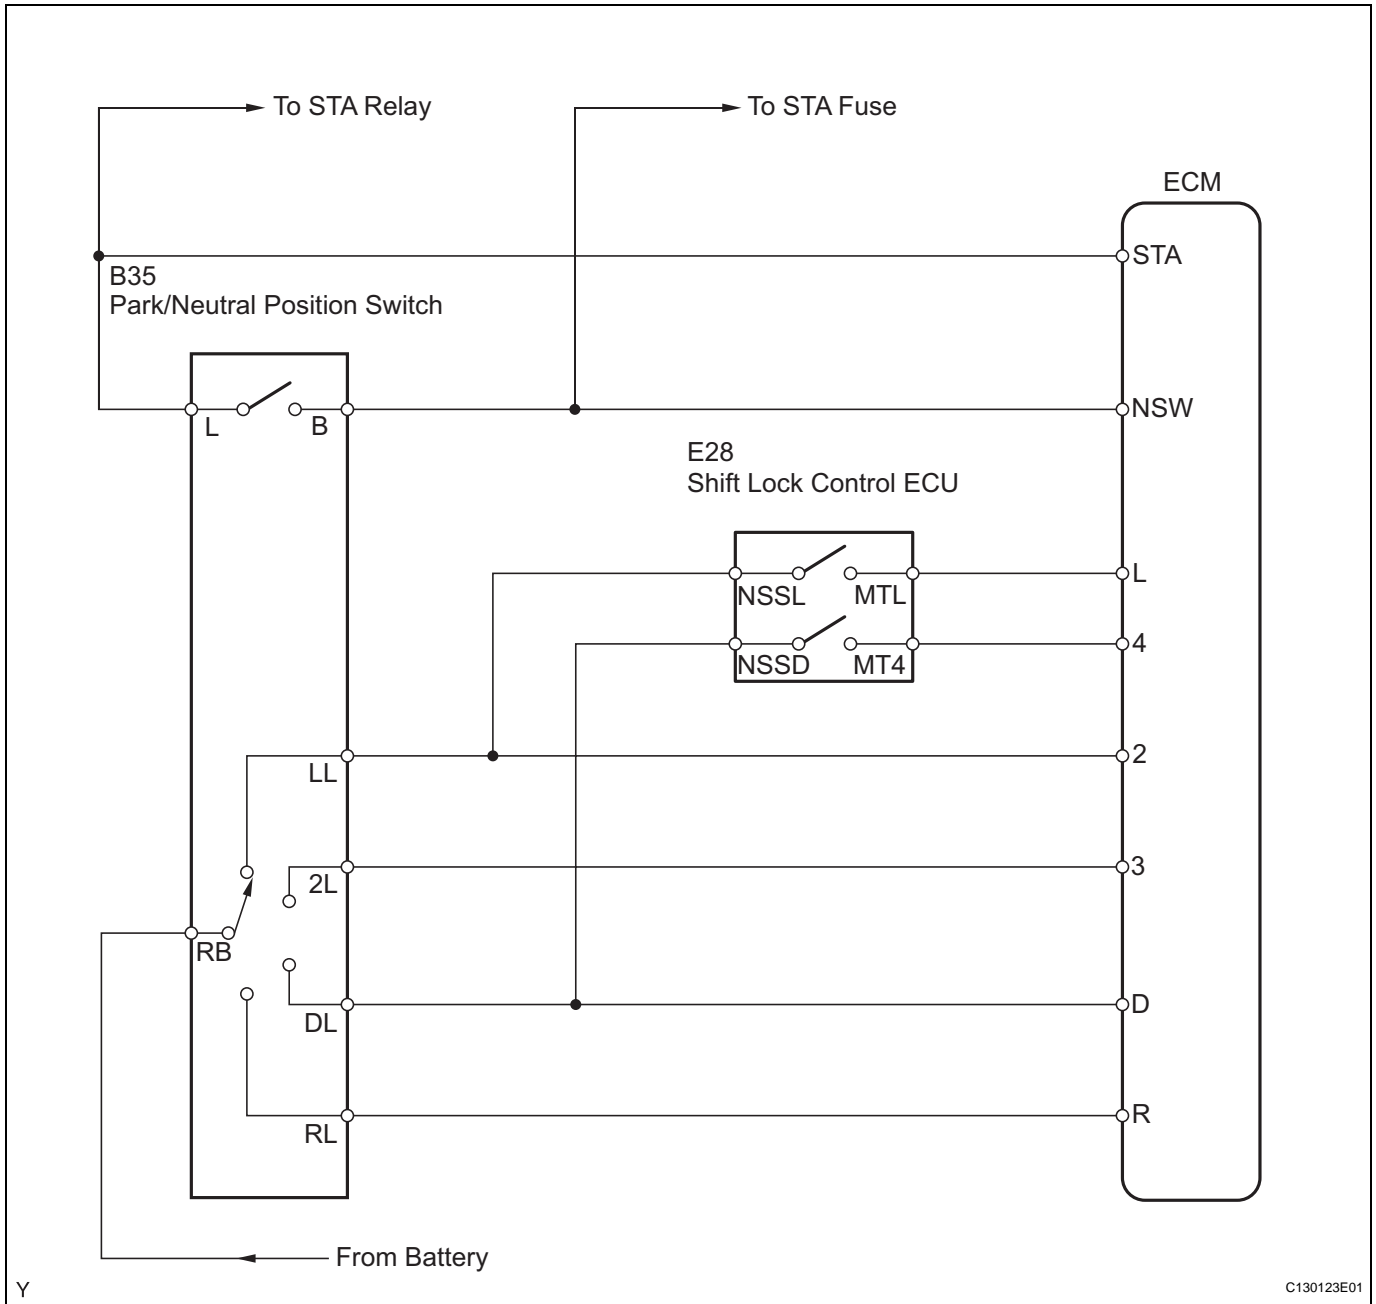 To STA Relay
To STA Fuse
ECM
STA
B35
Park/Neutral Position Switch
L
B
NSW
E28
Shift Lock Control ECU
NSSL
MTL
L
NSSD
MT4
4
LL
2
2L
3
RB
DL
D
RL
R
From Battery
Y
C130123E01